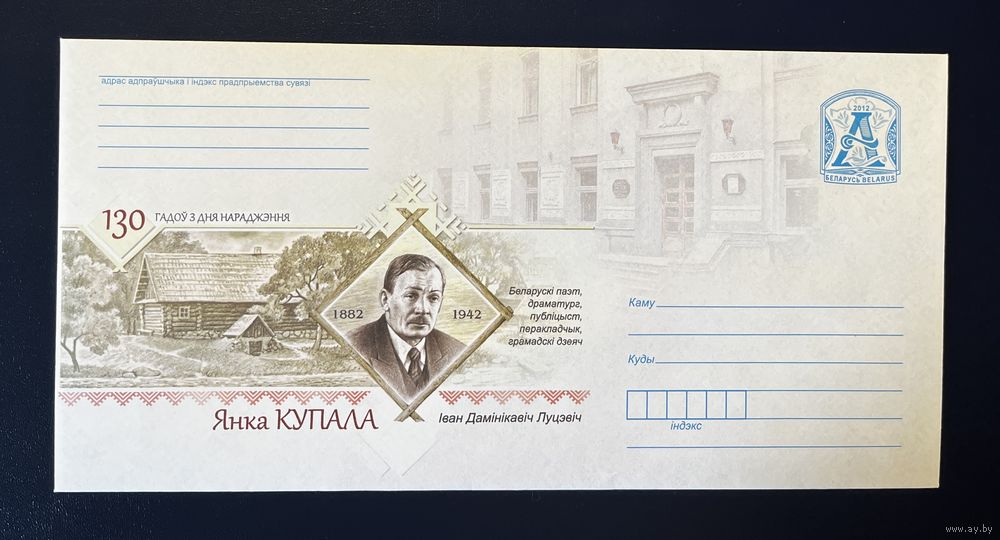 адрас адпраўшчыка і індэкс прадпрыемства сувязі
2012
А
БЕЛАРУСЬ BELARUS
130 ГАДОЎ З ДНЯ НАРАДЖЭННЯ
1882
1942
Беларускі паэт,
драматург,
публіцыст,
перакладчык,
грамадскі дзеяч
Янка КУПАЛА
Іван Дамінікавіч Луцэвіч
Каму
Куды
індэкс
www.ay.by